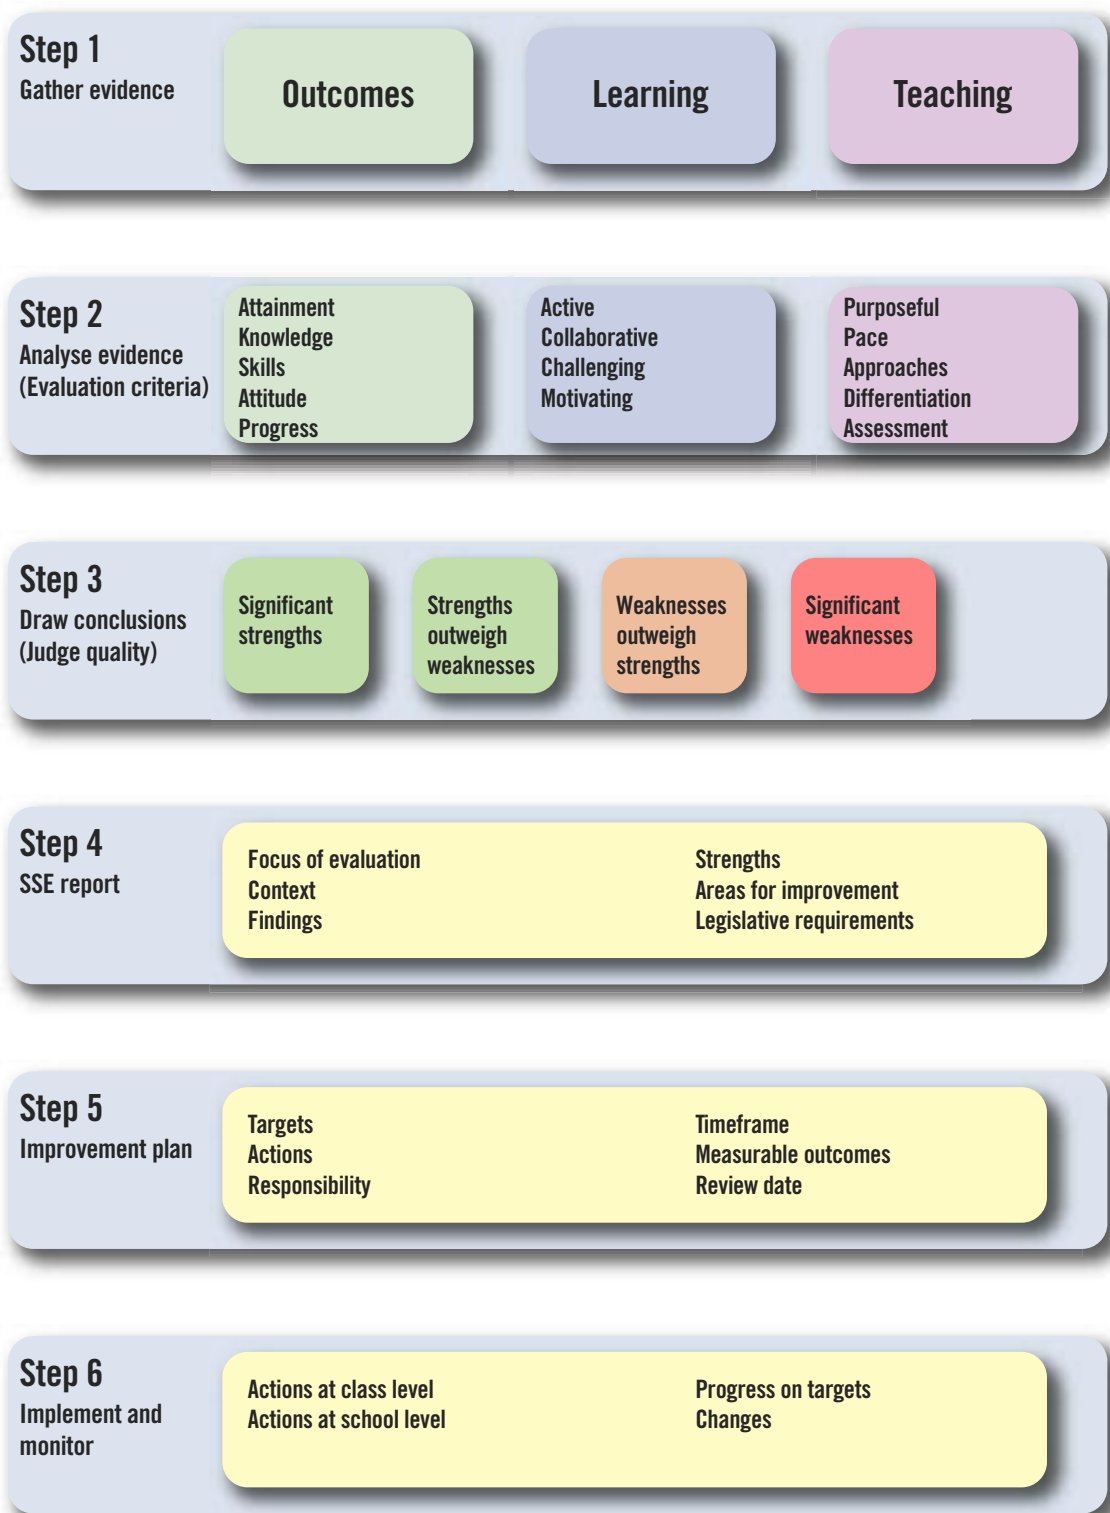 Step 1
Gather evidence
Outcomes
Learning
Teaching
Step 2
Analyse evidence
(Evaluation criteria)
Attainment
Knowledge
Skills
Attitude
Progress
Active
Collaborative
Challenging
Motivating
Purposeful
Pace
Approaches
Differentiation
Assessment
Step 3
Draw conclusions
(Judge quality)
Significant
strengths
Strengths
outweigh
weaknesses
Weaknesses
outweigh
strengths
Significant
weaknesses
Step 4
SSE report
Focus of evaluation
Context
Findings
Strengths
Areas for improvement
Legislative requirements
Step 5
Improvement plan
Targets
Actions
Responsibility
Timeframe
Measurable outcomes
Review date
Step 6
Implement and
monitor
Actions at class level
Actions at school level
Progress on targets
Changes